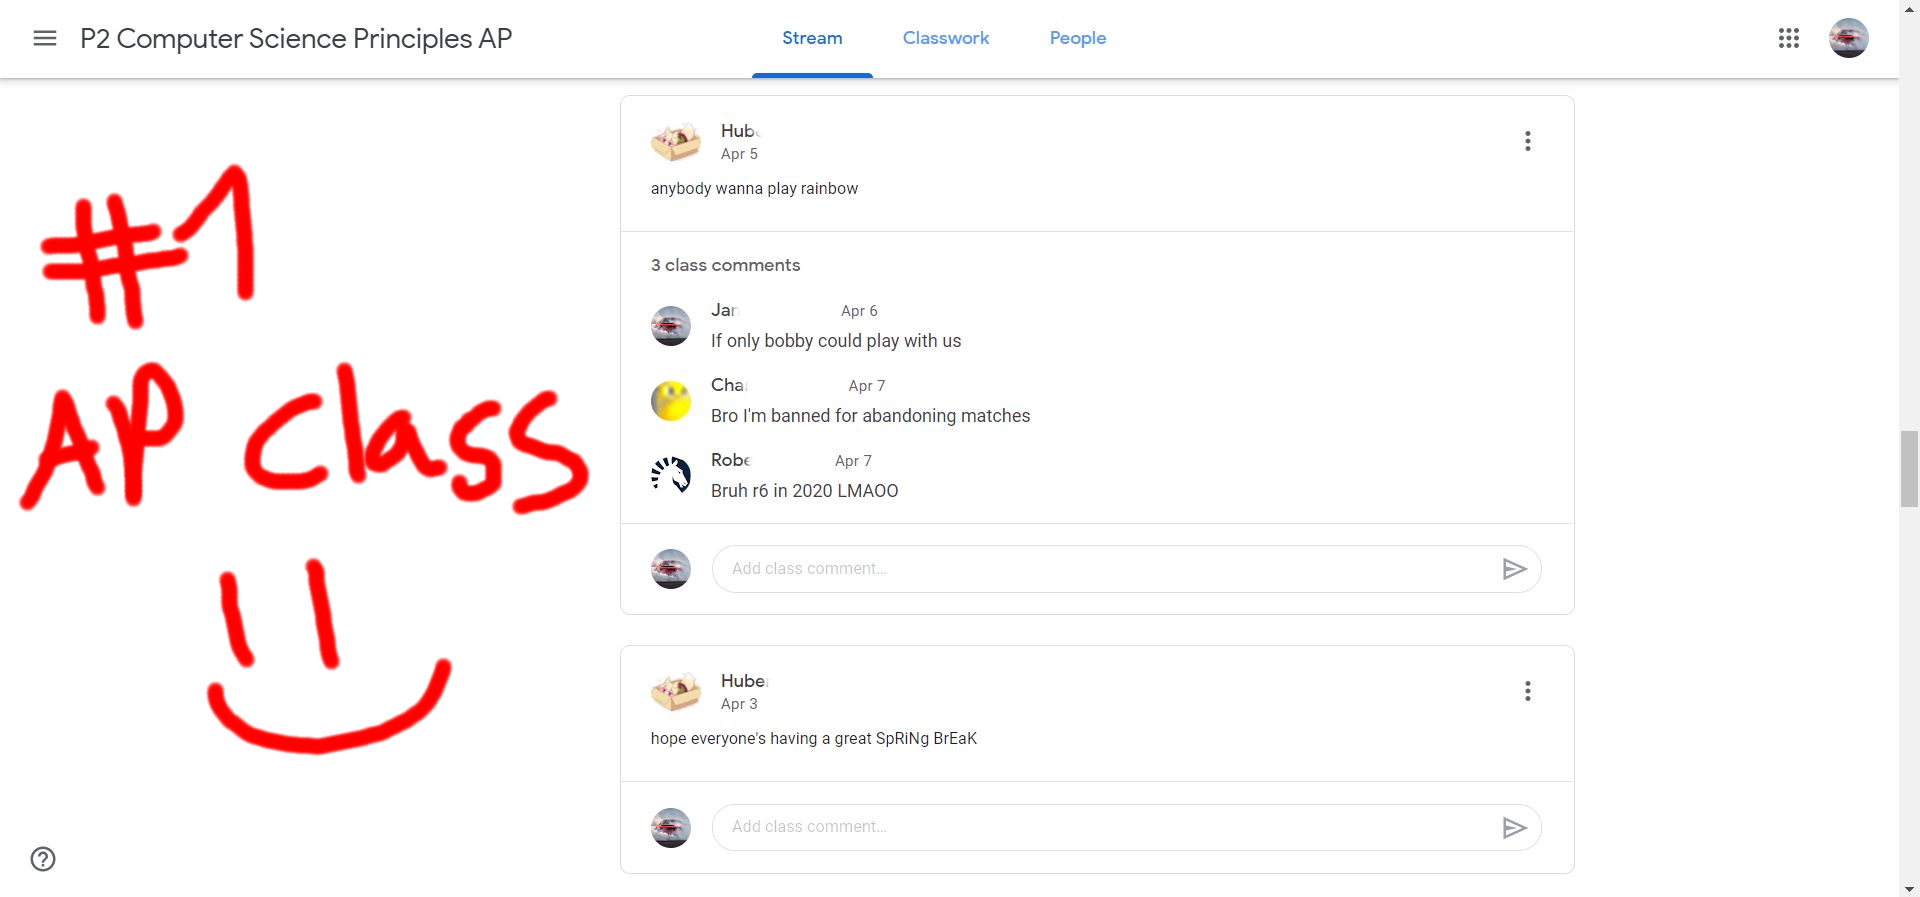 P2 Computer Science Principles AP
Stream Classwork People
#1
AP class
Hube
Apr 5
anybody wanna play rainbow
3 class comments
Jar Apr 6
If only bobby could play with us
Cha Apr 7
Bro I'm banned for abandoning matches
Robe Apr 7
Bruh r6 in 2020 LMAOO
Add class comment...
Huber
Apr 3
hope everyone's having a great SpRiNg BrEaK
Add class comment...